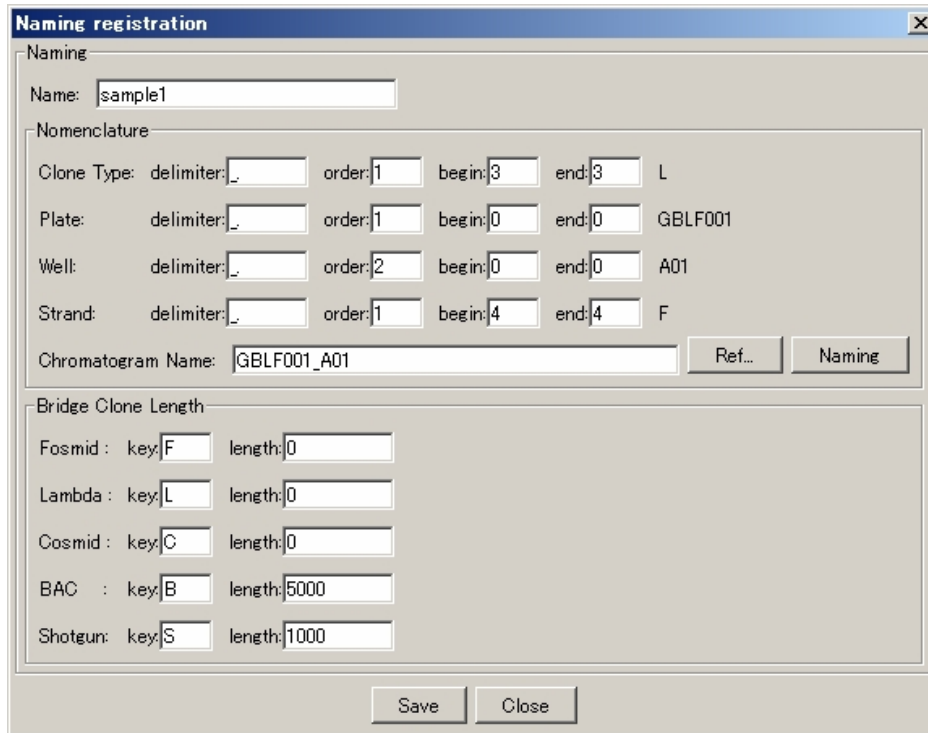 Naming registration
Naming
Name: sample1
Nomenclature
Clone Type: delimiter:_. order:1 begin:3 end:3 L
Plate: delimiter:_. order:1 begin:0 end:0 GBLF001
Well: delimiter:_. order:2 begin:0 end:0 A01
Strand: delimiter:_. order:1 begin:4 end:4 F
Chromatogram Name: GBLF001_A01 Ref... Naming
Bridge Clone Length
Fosmid : key:F length:0
Lambda : key:L length:0
Cosmid : key:C length:0
BAC : key:B length:5000
Shotgun: key:S length:1000
Save Close